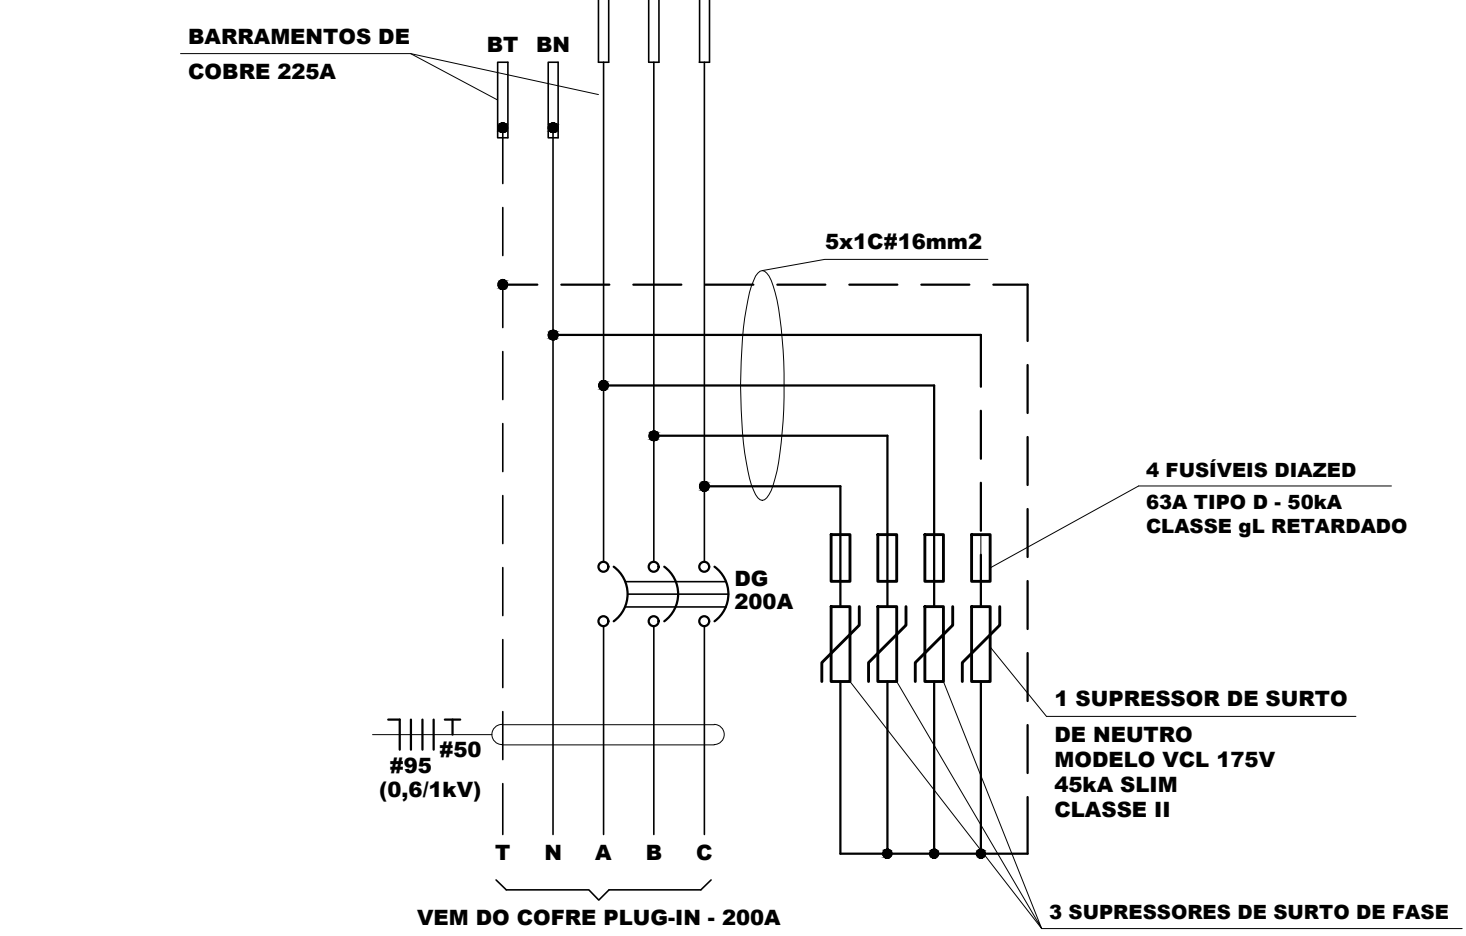 BARRAMENTOS DE
COBRE 225A
BT BN
5x1C#16mm2
4 FUSÍVEIS DIAZED
63A TIPO D - 50kA
CLASSE gL RETARDADO
DG
200A
1 SUPRESSOR DE SURTO
DE NEUTRO
MODELO VCL 175V
45kA SLIM
CLASSE II
#50
#95
(0,6/1kV)
T N A B C
VEM DO COFRE PLUG-IN - 200A
3 SUPRESSORES DE SURTO DE FASE